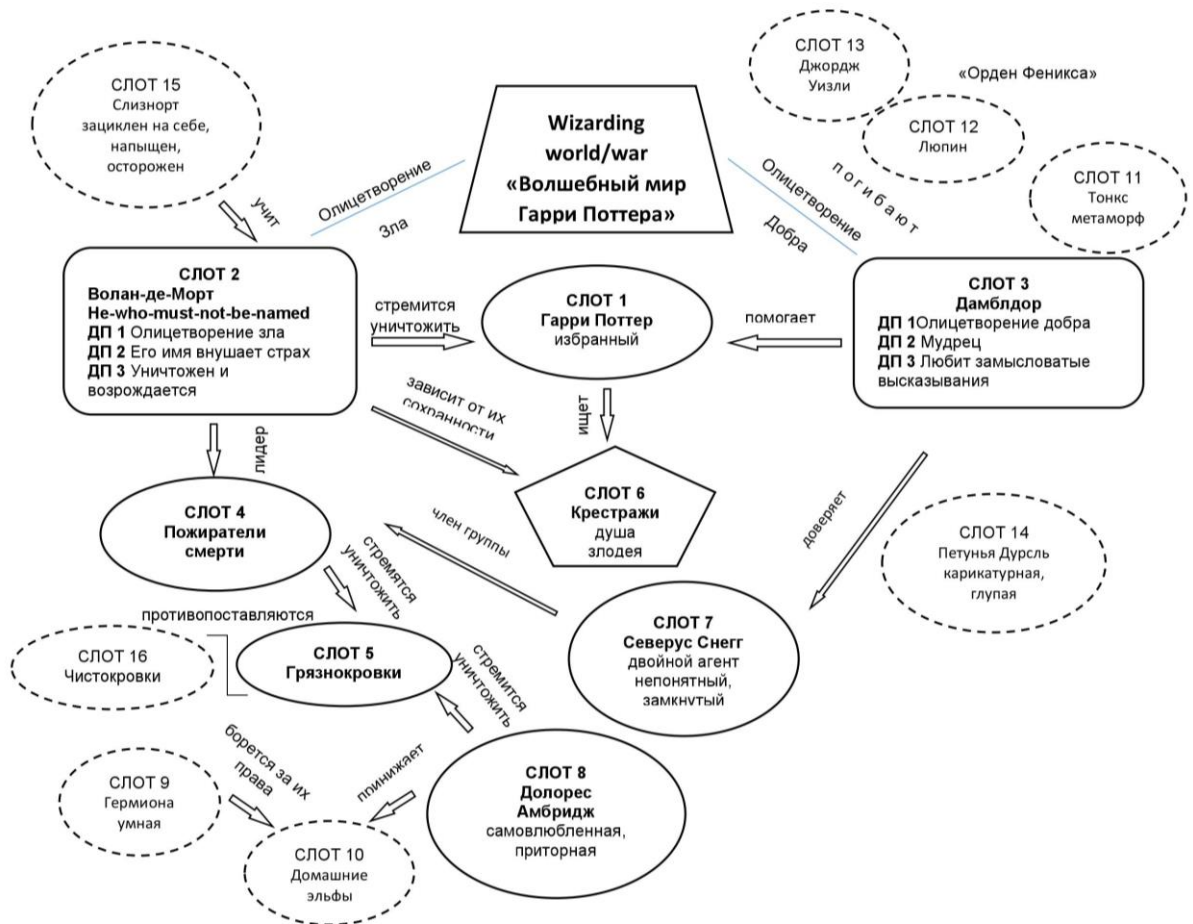 СЛОТ 15
Слизнорт
зациклен на себе,
напыщен,
осторожен
учит
Олицетворение
Зла
Wizarding
world/war
«Волшебный мир
Гарри Поттера»
Олицетворение
Добра
погибают
СЛОТ 13
Джордж
Уизли
«Орден Феникса»
СЛОТ 12
Люпин
СЛОТ 11
Тонкс
метаморф
СЛОТ 2
Волан-де-Морт
He-who-must-not-be-named
ДП 1 Олицетворение зла
ДП 2 Его имя внушает страх
ДП 3 Уничтожен и
возрождается
стремится
уничтожить
СЛОТ 1
Гарри Поттер
избранный
помогает
СЛОТ 3
Дамблдор
ДП 1Олицетворение добра
ДП 2 Мудрец
ДП 3 Любит замысловатые
высказывания
лидер
зависит от их
сохранности
ищет
СЛОТ 4
Пожиратели
смерти
СЛОТ 6
Крестражи
душа
злодея
член группы
доверяет
СЛОТ 14
Петунья Дурсль
карикатурная,
глупая
стремятся
уничтожить
противопоставляются
СЛОТ 16
Чистокровки
СЛОТ 5
Грязнокровки
стремится
уничтожить
СЛОТ 7
Северус Снегг
двойной агент
непонятный,
замкнутый
борется за их
права
принижает
СЛОТ 9
Гермиона
умная
СЛОТ 8
Долорес
Амбридж
самовлюбленная,
приторная
СЛОТ 10
Домашние
эльфы